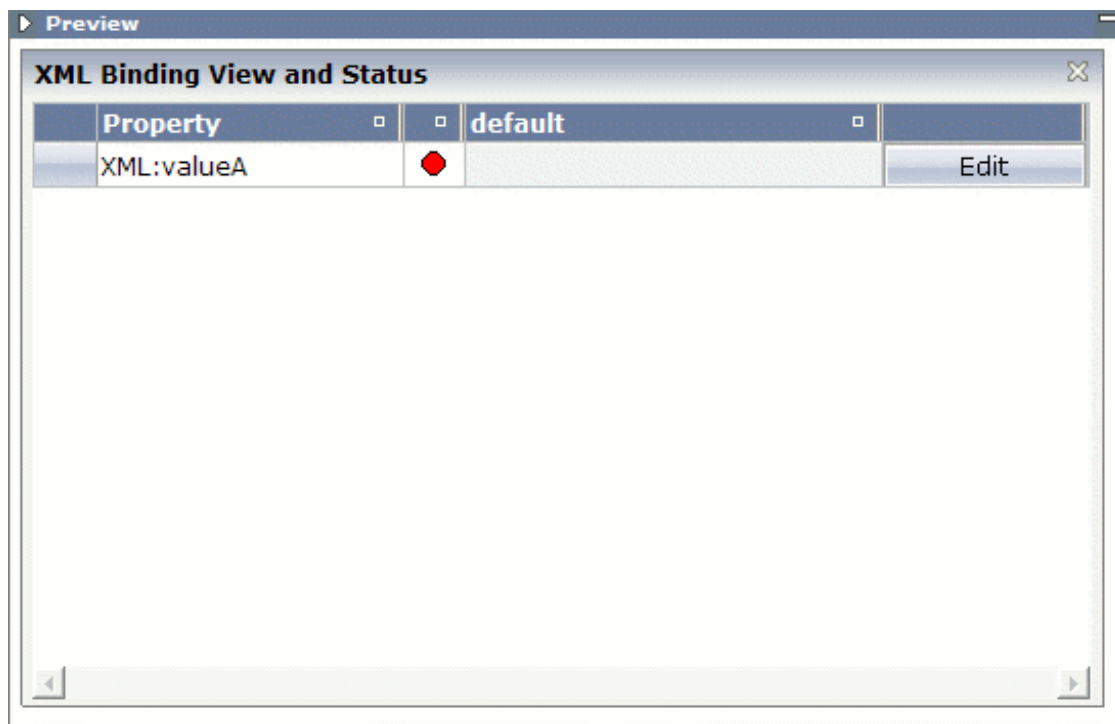 Preview
XML Binding View and Status
Property default
XML:valueA Edit